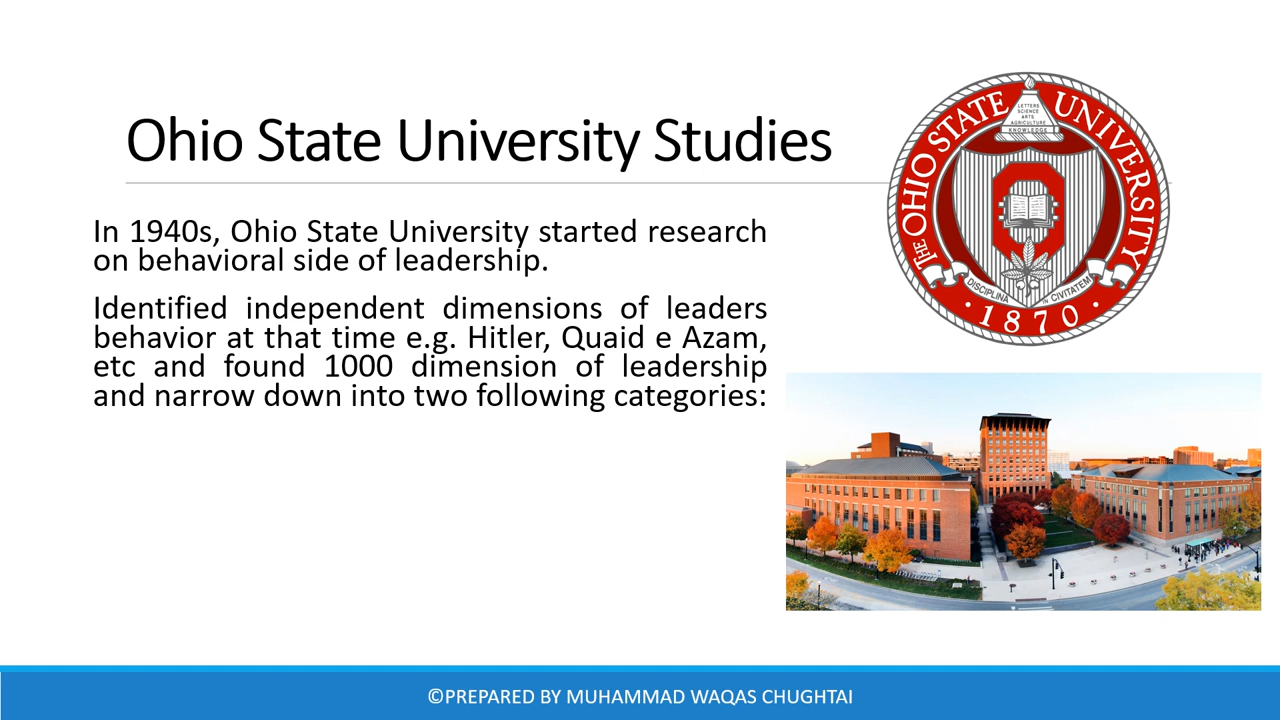 Ohio State University Studies
In 1940s, Ohio State University started research
on behavioral side of leadership.
Identified independent dimensions of leaders
behavior at that time e.g. Hitler, Quaid e Azam,
etc and found 1000 dimension of leadership
and narrow down into two following categories:
THE OHIO STATE UNIVERSITY
LETTERS
SCIENCE
ARTS
AGRICULTURE
KNOWLEDGE
DISCIPLINA IN CIVITATEM
· 1870 ·
©PREPARED BY MUHAMMAD WAQAS CHUGHTAI